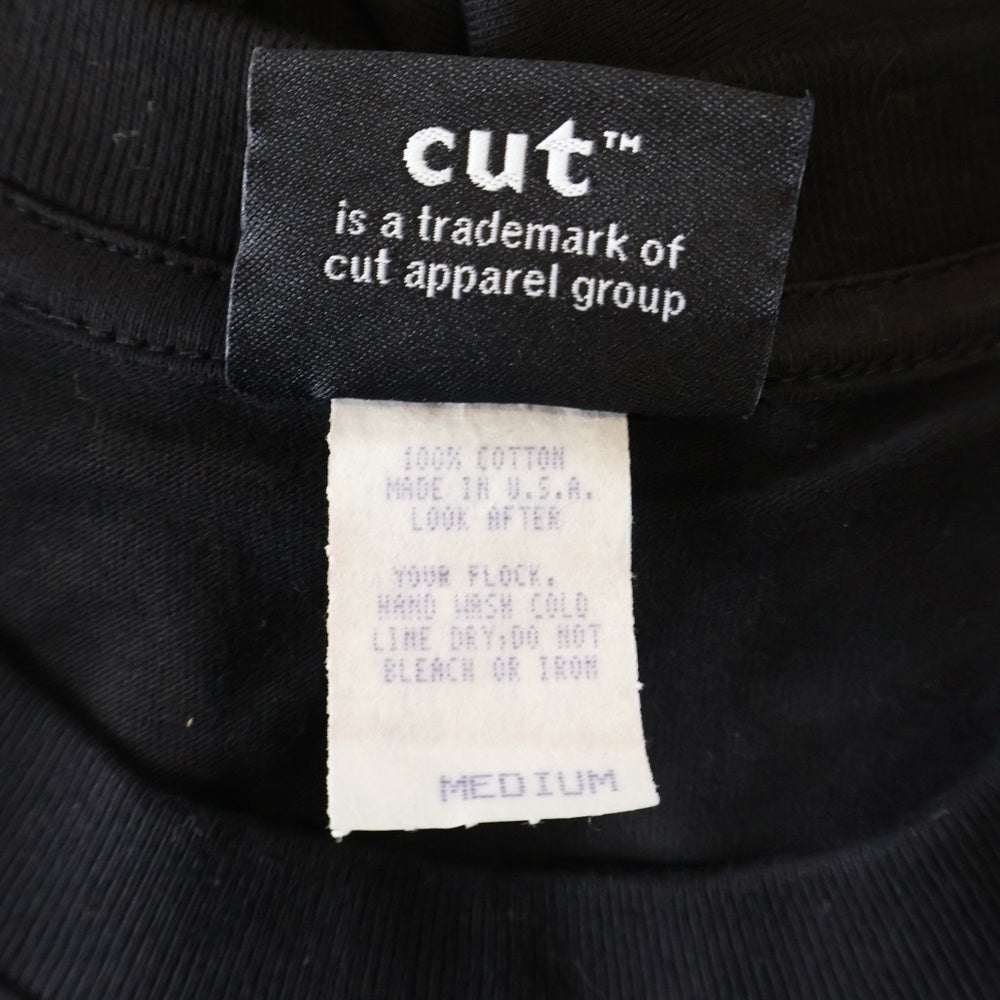 cut™
is a trademark of
cut apparel group
100% COTTON
MADE IN U.S.A.
LOOK AFTER
YOUR FLOCK.
HAND WASH COLD
LINE DRY;DO NOT
BLEACH OR IRON
MEDIUM